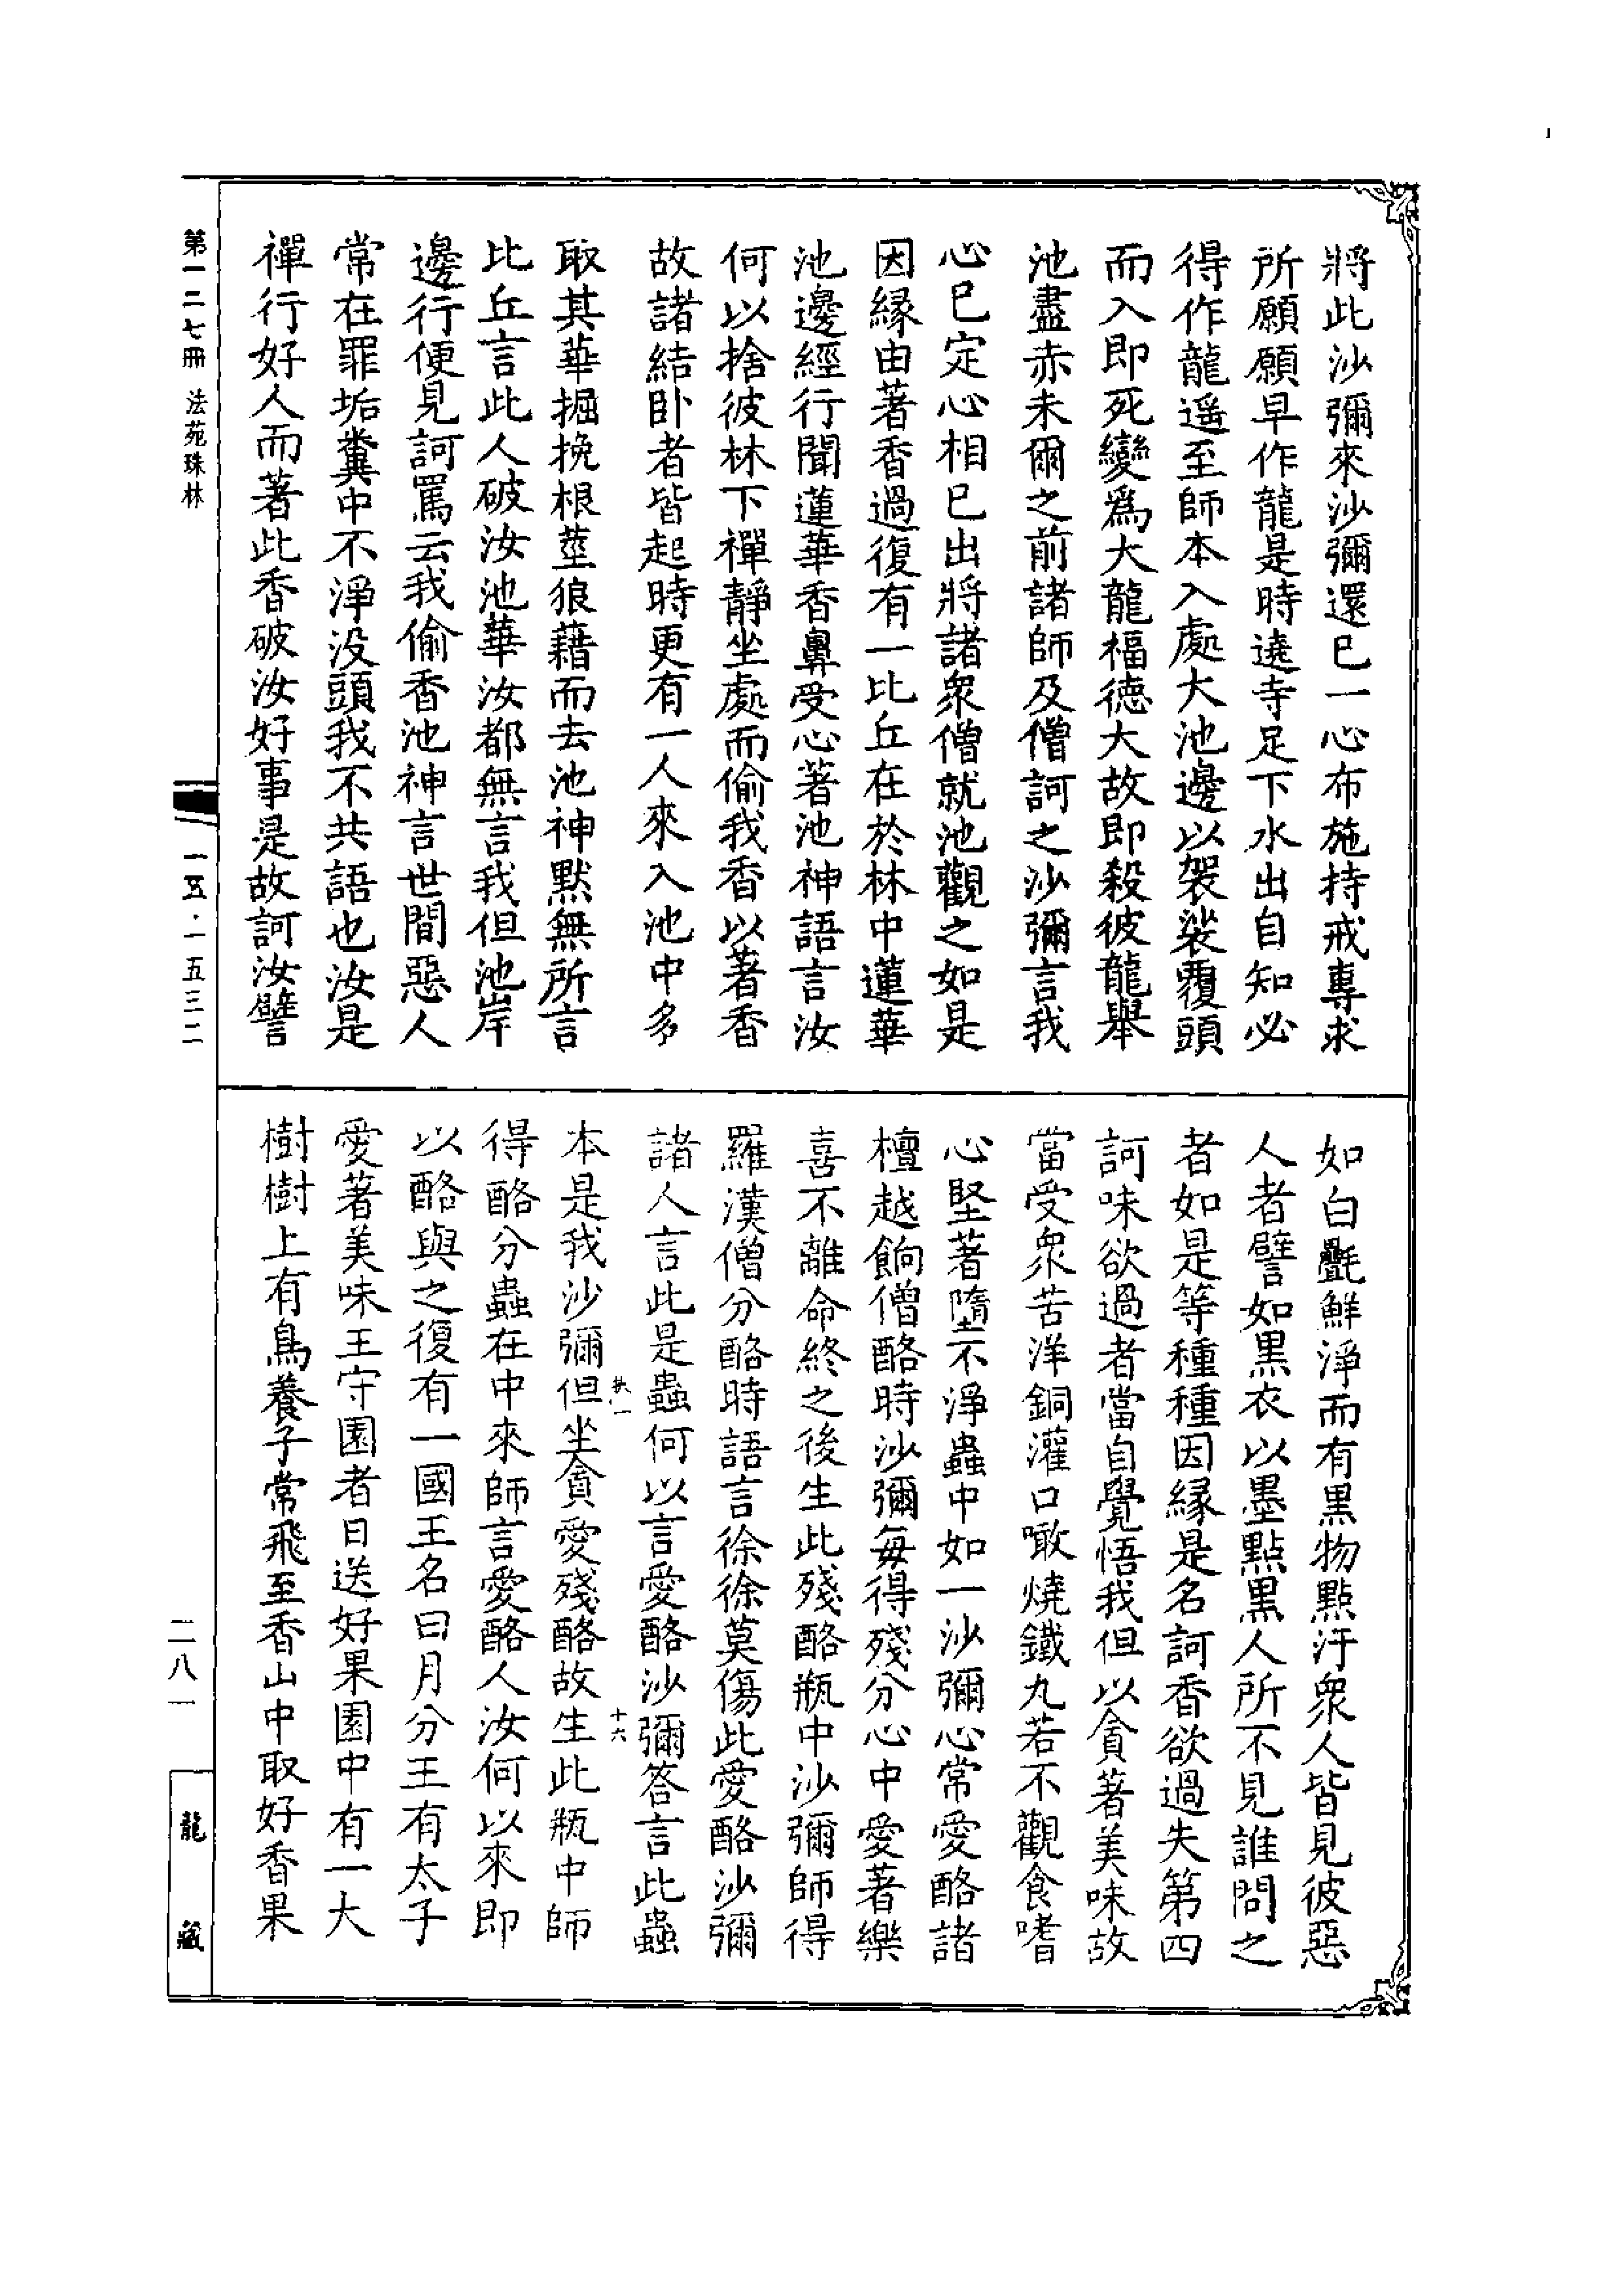 將此沙彌來沙彌還已一心布施持戒專求
所願願早作龍是時遶寺足下水出自知必
得作龍遥至師本入處大池邊以袈裟覆頭
而入即死變爲大龍福德大故即殺彼龍舉
池盡赤未爾之前諸師及僧訶之沙彌言我
心已定心相已出將諸衆僧就池觀之如是
因緣由著香過復有一比丘在於林中蓮華
池邊經行聞蓮華香鼻受心著池神語言汝
何以捨彼林下禪靜坐處而偷我香以著香
故諸結卧者皆起時更有一人來入池中多
取其華掘挽根莖狼藉而去池神默無所言
比丘言此人破汝池華汝都無言我但池岸
邊行便見訶罵云我偷香池神言世間惡人
常在罪垢糞中不淨没頭我不共語也汝是
禪行好人而著此香破汝好事是故訶汝譬
如白㲲鮮淨而有黑物點汙衆人皆見彼惡
人者譬如黑衣以墨點黑人所不見誰問之
者如是等種種因緣是名訶香欲過失第四
訶味欲過者當自覺悟我但以貪著美味故
當受衆苦洋銅灌口噉燒鐵丸若不觀食嗜
心堅著墮不淨蟲中如一沙彌心常愛酪諸
檀越餉僧酪時沙彌每得殘分心中愛著樂
喜不離命終之後生此殘酪瓶中沙彌師得
羅漢僧分酪時語言徐徐莫傷此愛酪沙彌
諸人言此是蟲何以言愛酪沙彌答言此蟲
本是我沙彌但坐貪愛殘酪故生此瓶中師
得酪分蟲在中來師言愛酪人汝何以來即
以酪與之復有一國王名曰月分王有太子
愛著美味王守園者日送好果園中有一大
樹樹上有鳥養子常飛至香山中取好香果
第一二七冊 法苑珠林
一五·一五三二
二八一
龍藏
十六